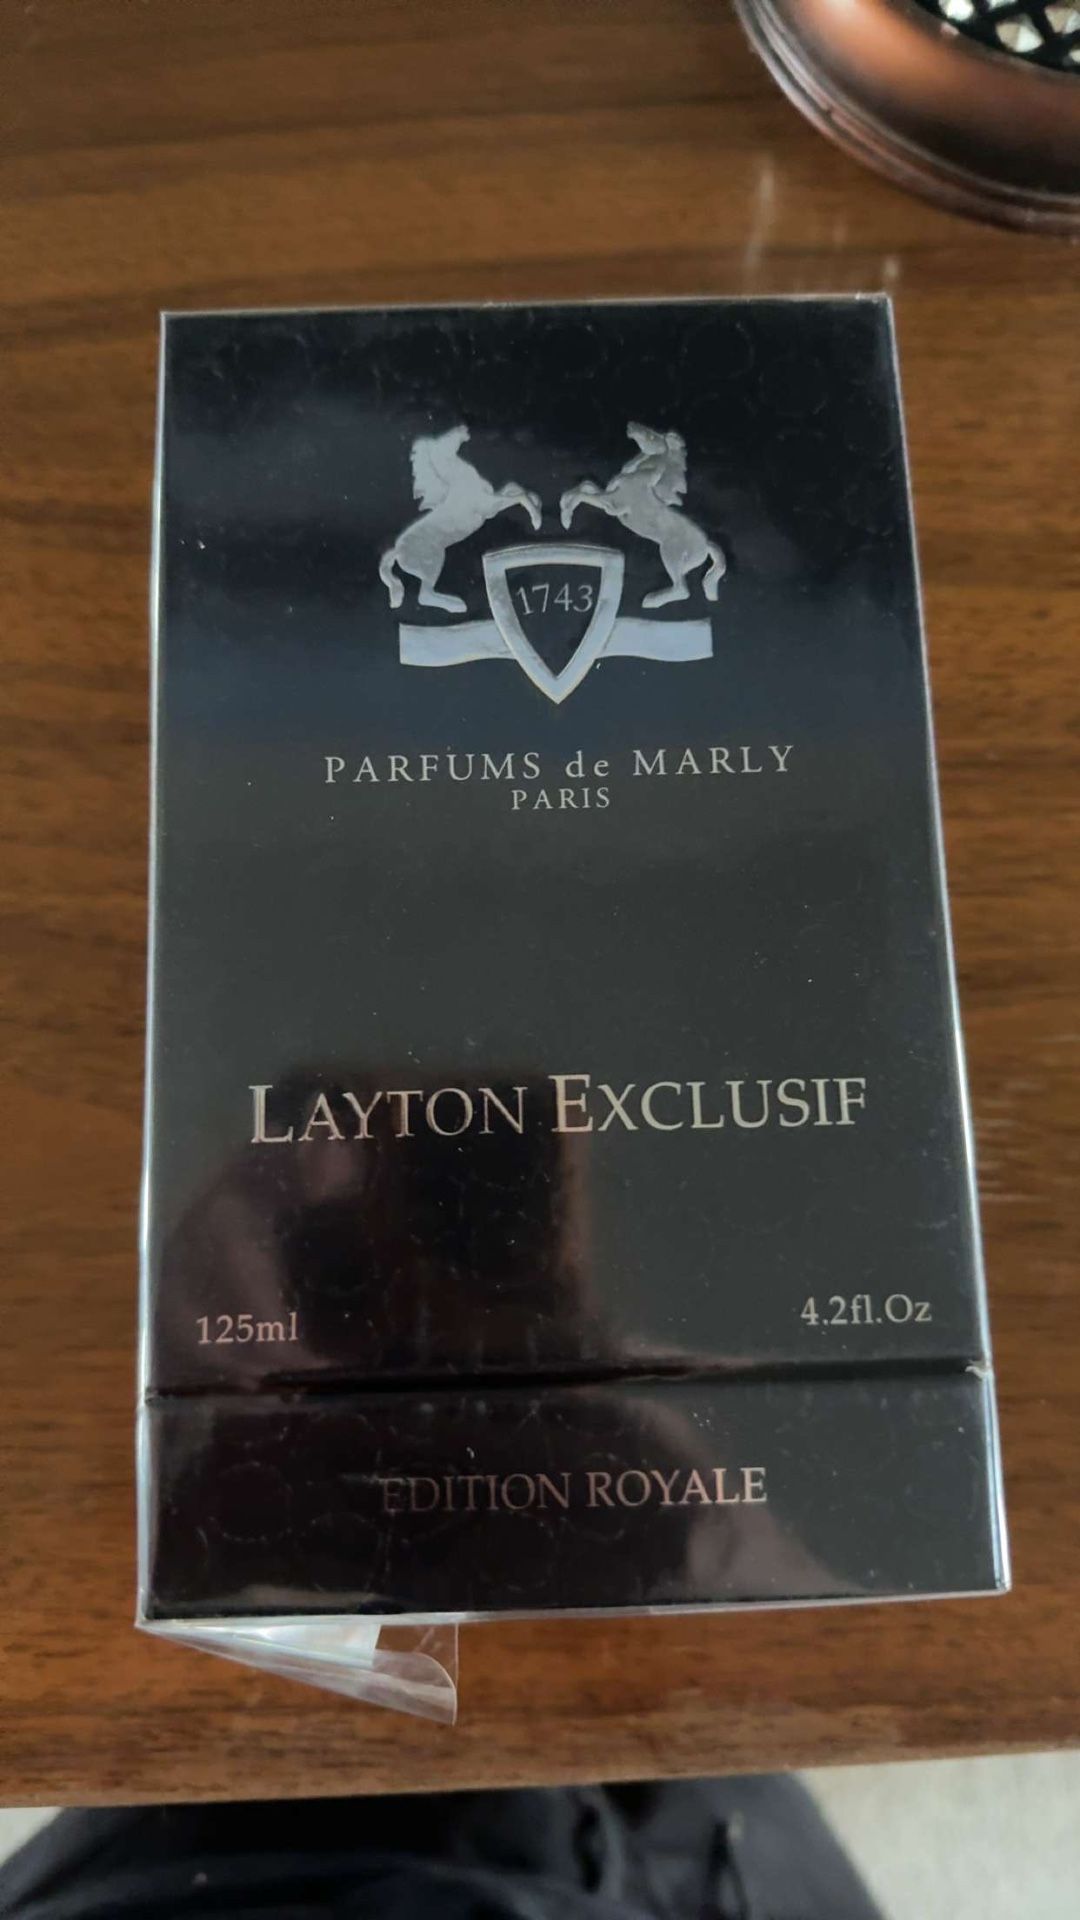 1743
PARFUMS de MARLY
PARIS
LAYTON EXCLUSIF
125ml 4.2fl.Oz
EDITION ROYALE